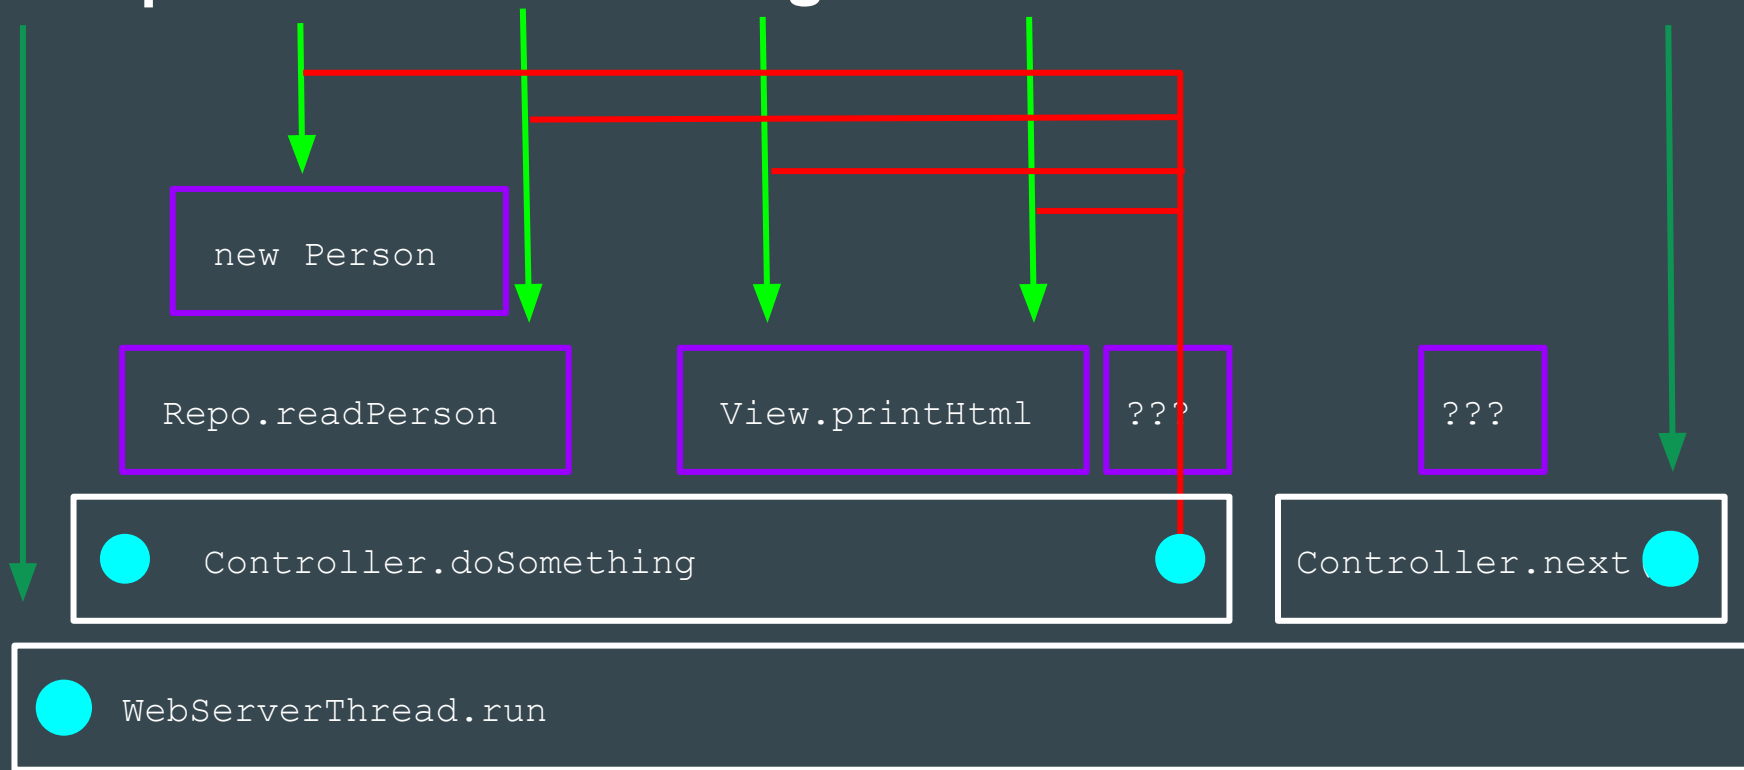 new Person
Repo.readPerson
View.printHtml
???
???
Controller.doSomething
Controller.next
WebServerThread.run